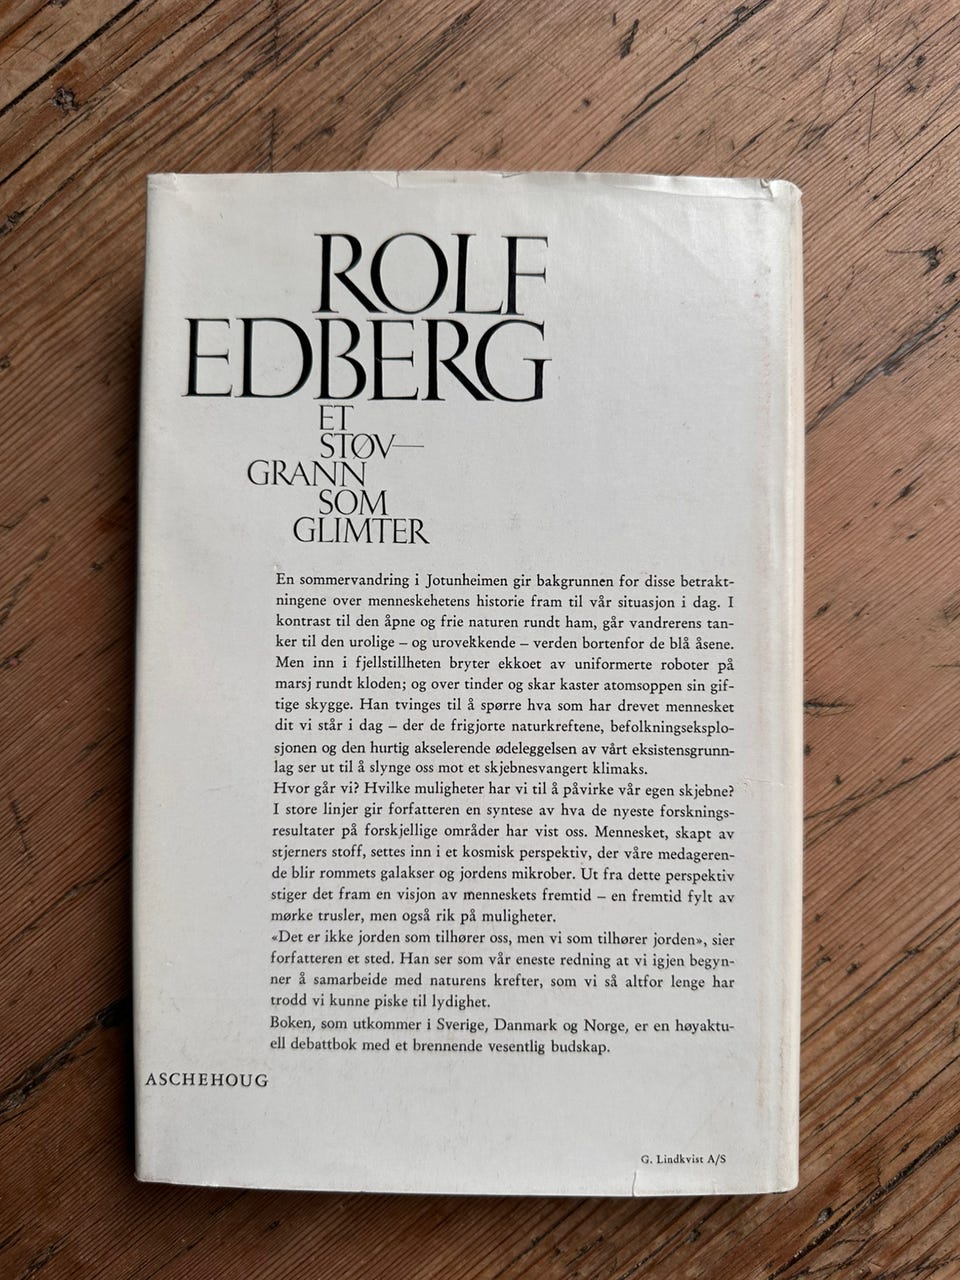 ROLF
EDBERG
ET
STØV—
GRANN
SOM
GLIMTER
En sommervandring i Jotunheimen gir bakgrunnen for disse betrakt-
ningene over menneskehetens historie fram til vår situasjon i dag. I
kontrast til den åpne og frie naturen rundt ham, går vandrerens tan-
ker til den urolige – og urovekkende – verden bortenfor de blå åsene.
Men inn i fjellstillheten bryter ekkoet av uniformerte roboter på
marsj rundt kloden; og over tinder og skar kaster atomsoppen sin gif-
tige skygge. Han tvinges til å spørre hva som har drevet mennesket
dit vi står i dag – der de frigjorte naturkreftene, befolkningseksplo-
sjonen og den hurtig akselerende ødeleggelsen av vårt eksistensgrunn-
lag ser ut til å slynge oss mot et skjebnesvangert klimaks.
Hvor går vi? Hvilke muligheter har vi til å påvirke vår egen skjebne?
I store linjer gir forfatteren en syntese av hva de nyeste forsknings-
resultater på forskjellige områder har vist oss. Mennesket, skapt av
stjerners stoff, settes inn i et kosmisk perspektiv, der våre medageren-
de blir rommets galakser og jordens mikrober. Ut fra dette perspektiv
stiger det fram en visjon av menneskets fremtid – en fremtid fylt av
mørke trusler, men også rik på muligheter.
«Det er ikke jorden som tilhører oss, men vi som tilhører jorden», sier
forfatteren et sted. Han ser som vår eneste redning at vi igjen begyn-
ner å samarbeide med naturens krefter, som vi så altfor lenge har
trodd vi kunne piske til lydighet.
Boken, som utkommer i Sverige, Danmark og Norge, er en høyaktu-
ell debattbok med et brennende vesentlig budskap.
ASCHEHOUG
G. Lindkvist A/S